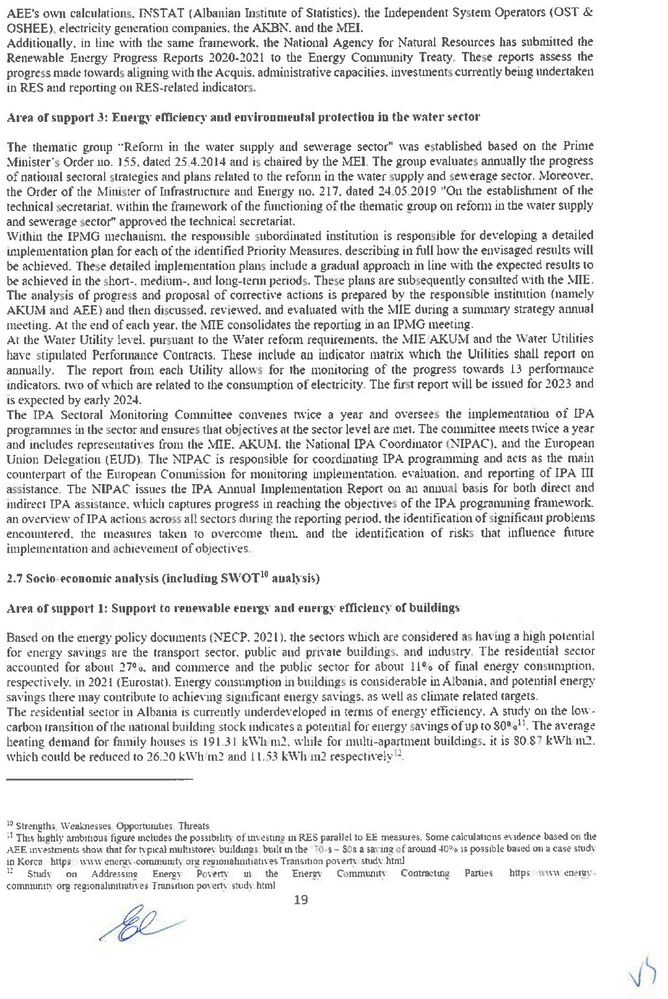 AEE's own calculations, INSTAT (Albanian Institute of Statistics), the Independent System Operators (OST &
OSHEE), electricity generation companies, the AKBN, and the MEI.
Additionally, in line with the same framework, the National Agency for Natural Resources has submitted the
Renewable Energy Progress Reports 2020-2021 to the Energy Community Treaty. These reports assess the
progress made towards aligning with the Acquis, administrative capacities, investments currently being undertaken
in RES and reporting on RES-related indicators.
Area of support 3: Energy efficiency and environmental protection in the water sector
The thematic group "Reform in the water supply and sewerage sector" was established based on the Prime
Minister's Order no. 155, dated 25.4.2014 and is chaired by the MEI. The group evaluates annually the progress
of national sectoral strategies and plans related to the reform in the water supply and sewerage sector. Moreover,
the Order of the Minister of Infrastructure and Energy no. 217, dated 24.05.2019 "On the establishment of the
technical secretariat, within the framework of the functioning of the thematic group on reform in the water supply
and sewerage sector" approved the technical secretariat.
Within the IPMG mechanism, the responsible subordinated institution is responsible for developing a detailed
implementation plan for each of the identified Priority Measures, describing in full how the envisaged results will
be achieved. These detailed implementation plans include a gradual approach in line with the expected results to
be achieved in the short-, medium-, and long-term periods. These plans are subsequently consulted with the MIE.
The analysis of progress and proposal of corrective actions is prepared by the responsible institution (namely
AKUM and AEE) and then discussed, reviewed, and evaluated with the MIE during a summary strategy annual
meeting. At the end of each year, the MIE consolidates the reporting in an IPMG meeting.
At the Water Utility level, pursuant to the Water reform requirements, the MIE/AKUM and the Water Utilities
have stipulated Performance Contracts. These include an indicator matrix which the Utilities shall report on
annually. The report from each Utility allows for the monitoring of the progress towards 13 performance
indicators, two of which are related to the consumption of electricity. The first report will be issued for 2023 and
is expected by early 2024.
The IPA Sectoral Monitoring Committee convenes twice a year and oversees the implementation of IPA
programmes in the sector and ensures that objectives at the sector level are met. The committee meets twice a year
and includes representatives from the MIE, AKUM, the National IPA Coordinator (NIPAC), and the European
Union Delegation (EUD). The NIPAC is responsible for coordinating IPA programming and acts as the main
counterpart of the European Commission for monitoring implementation, evaluation, and reporting of IPA III
assistance. The NIPAC issues the IPA Annual Implementation Report on an annual basis for both direct and
indirect IPA assistance, which captures progress in reaching the objectives of the IPA programming framework,
an overview of IPA actions across all sectors during the reporting period, the identification of significant problems
encountered, the measures taken to overcome them, and the identification of risks that influence future
implementation and achievement of objectives.
2.7 Socio-economic analysis (including SWOT¹⁰ analysis)
Area of support 1: Support to renewable energy and energy efficiency of buildings
Based on the energy policy documents (NECP, 2021), the sectors which are considered as having a high potential
for energy savings are the transport sector, public and private buildings, and industry. The residential sector
accounted for about 27%, and commerce and the public sector for about 11% of final energy consumption,
respectively, in 2021 (Eurostat). Energy consumption in buildings is considerable in Albania, and potential energy
savings there may contribute to achieving significant energy savings, as well as climate related targets.
The residential sector in Albania is currently underdeveloped in terms of energy efficiency. A study on the low-
carbon transition of the national building stock indicates a potential for energy savings of up to 80%¹¹. The average
heating demand for family houses is 191.31 kWh/m2, while for multi-apartment buildings, it is 80.87 kWh/m2,
which could be reduced to 26.20 kWh/m2 and 11.53 kWh/m2 respectively¹².
¹⁰ Strengths, Weaknesses, Opportunities, Threats
¹¹ This highly ambitious figure includes the possibility of investing in RES parallel to EE measures. Some calculations evidence based on the
AEE investments show that for typical multistorey buildings, built in the '70-s – 80s a saving of around 40% is possible based on a case study
in Korca https www energy-community org regionalinitiatives Transition poverty study html
¹² Study on Addressing Energy Poverty in the Energy Community Contracting Parties https www energy-
community org regionalinitiatives Transition poverty study html
19